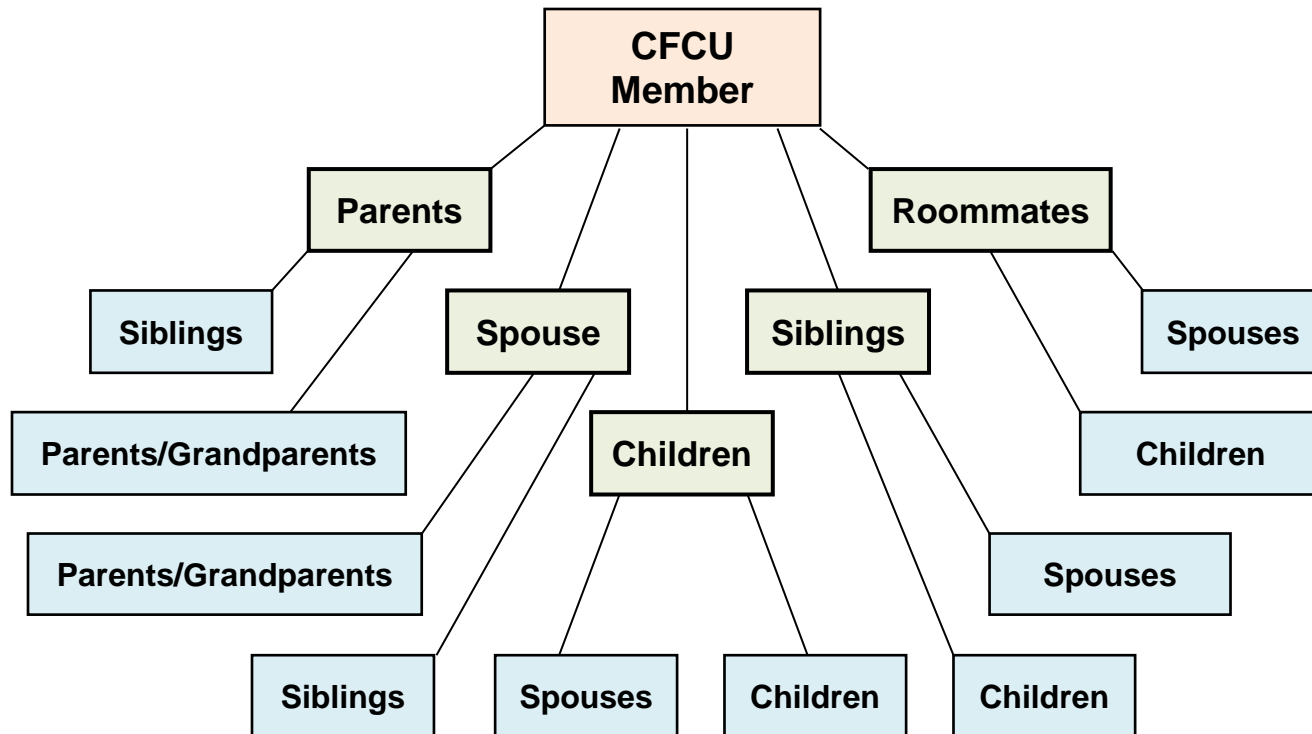 CFCU
Member
Parents
Roommates
Siblings
Spouse
Siblings
Spouses
Parents/Grandparents
Children
Children
Parents/Grandparents
Spouses
Siblings
Spouses
Children
Children